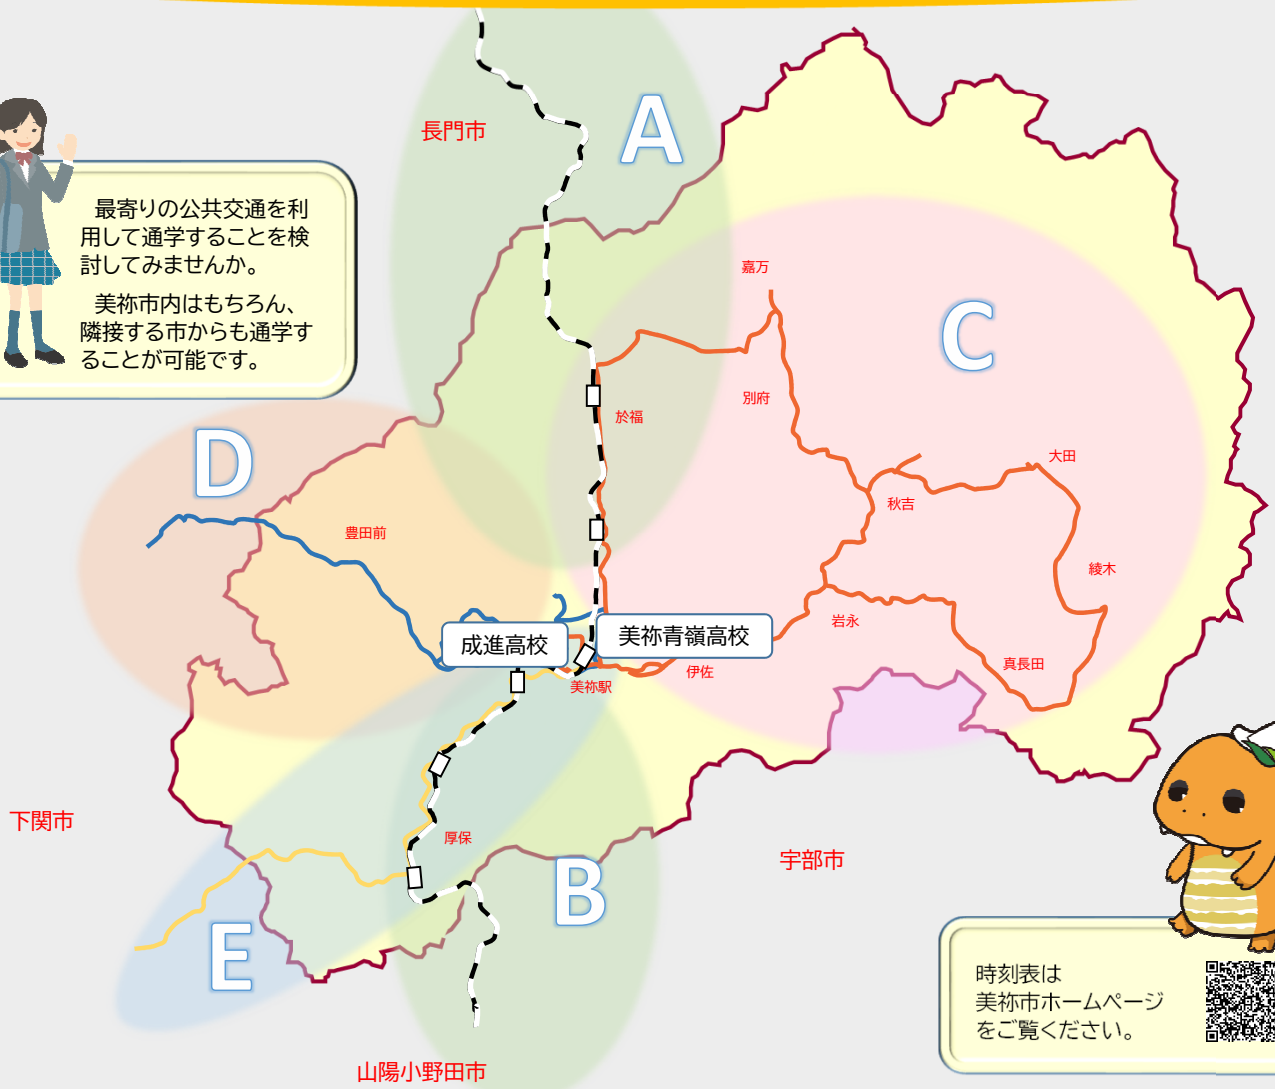 長門市
A
最寄りの公共交通を利
用して通学することを検
討してみませんか。
美祢市内はもちろん、
隣接する市からも通学す
ることが可能です。
嘉万
C
別府
於福
D
大田
秋吉
豊田前
綾木
岩永
成進高校
美祢青嶺高校
真長田
伊佐
美祢駅
下関市
厚保
宇部市
B
E
時刻表は
美祢市ホームページ
をご覧ください。
山陽小野田市